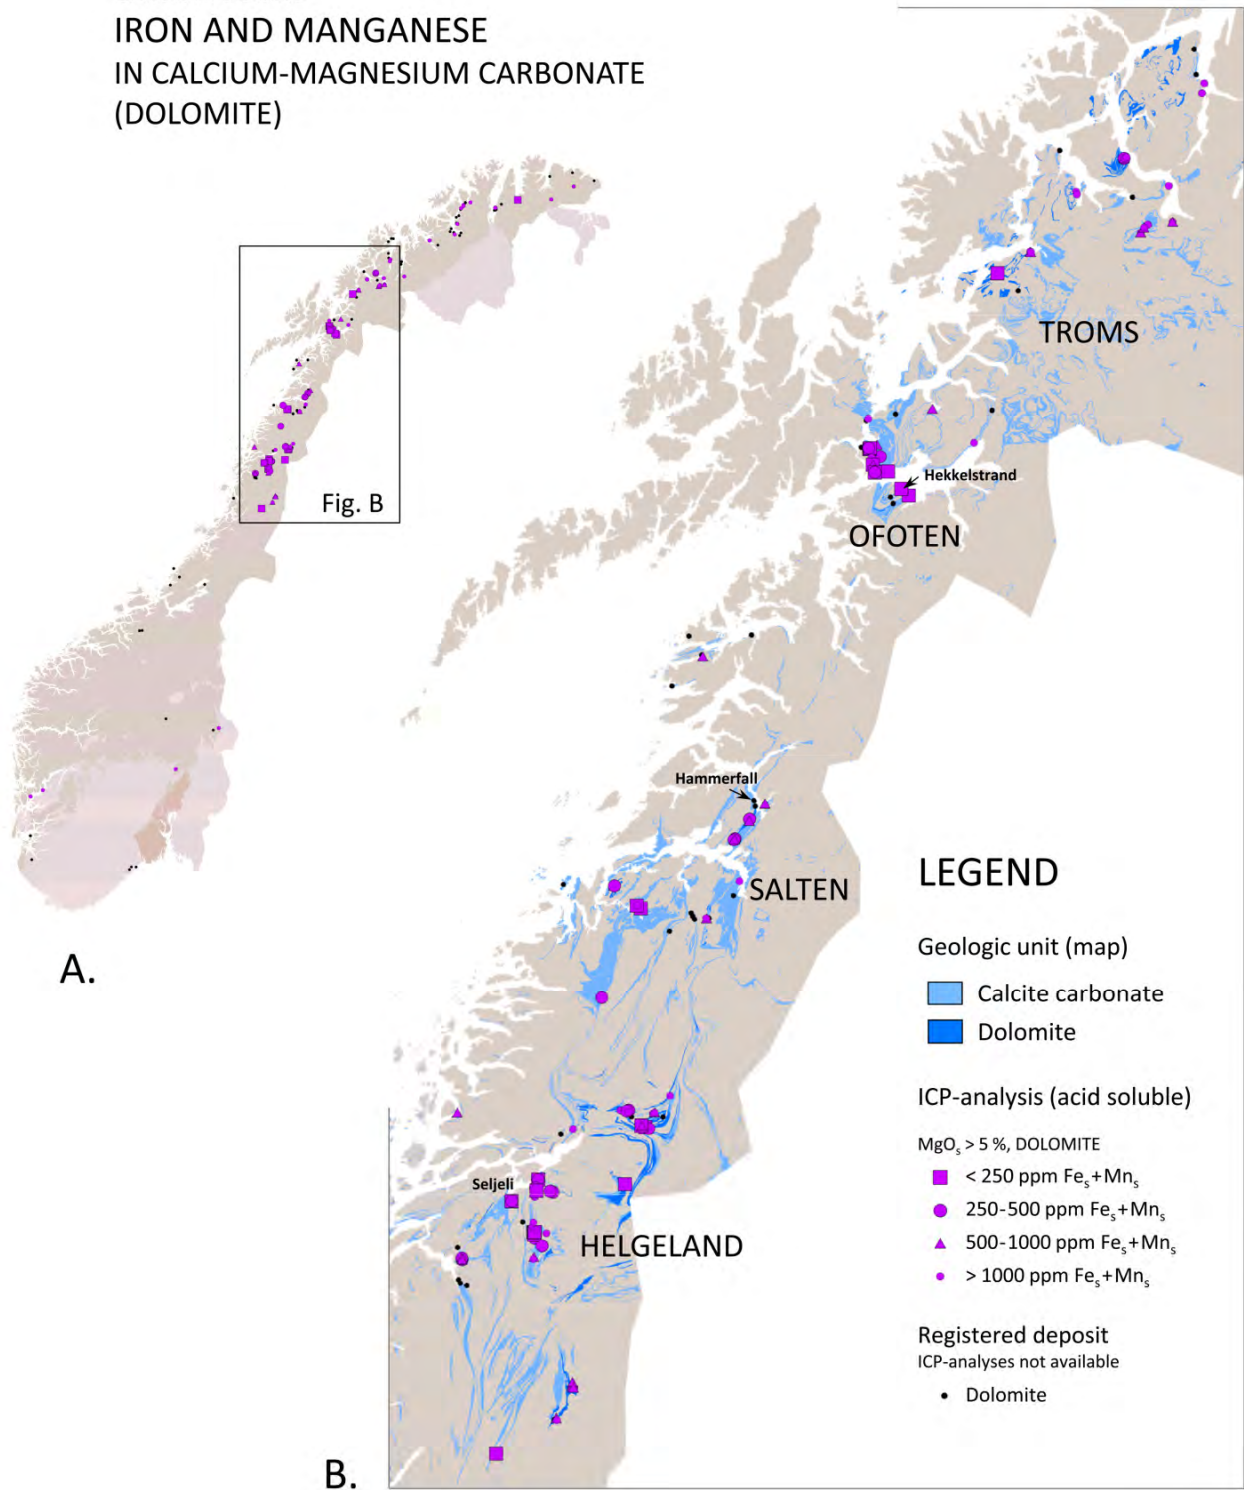 IRON AND MANGANESE
IN CALCIUM-MAGNESIUM CARBONATE
(DOLOMITE)
Fig. B
A.
TROMS
Hekkelstrand
OFOTEN
Hammerfall
SALTEN
Seljeli
HELGELAND
B.
LEGEND
Geologic unit (map)
Calcite carbonate
Dolomite
ICP-analysis (acid soluble)
MgOₛ > 5 %, DOLOMITE
< 250 ppm Feₛ+Mnₛ
250-500 ppm Feₛ+Mnₛ
500-1000 ppm Feₛ+Mnₛ
> 1000 ppm Feₛ+Mnₛ
Registered deposit
ICP-analyses not available
Dolomite